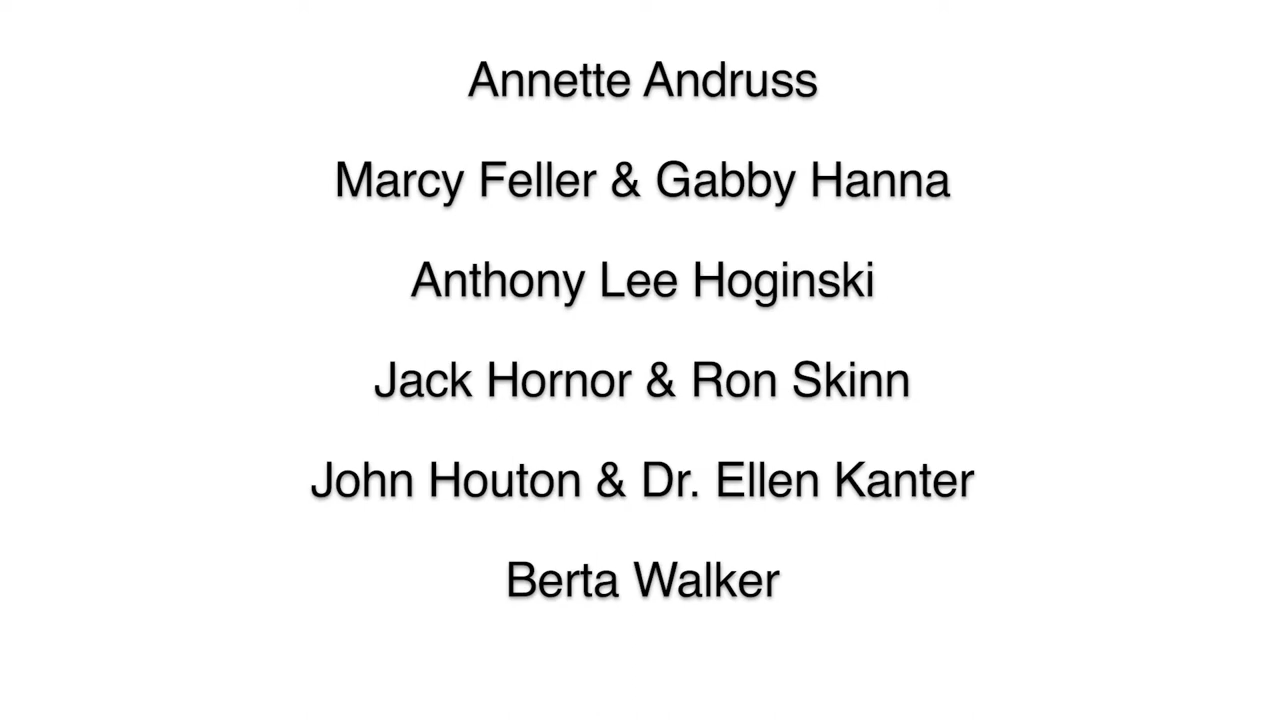 Annette Andruss
Marcy Feller & Gabby Hanna
Anthony Lee Hoginski
Jack Hornor & Ron Skinn
John Houton & Dr. Ellen Kanter
Berta Walker